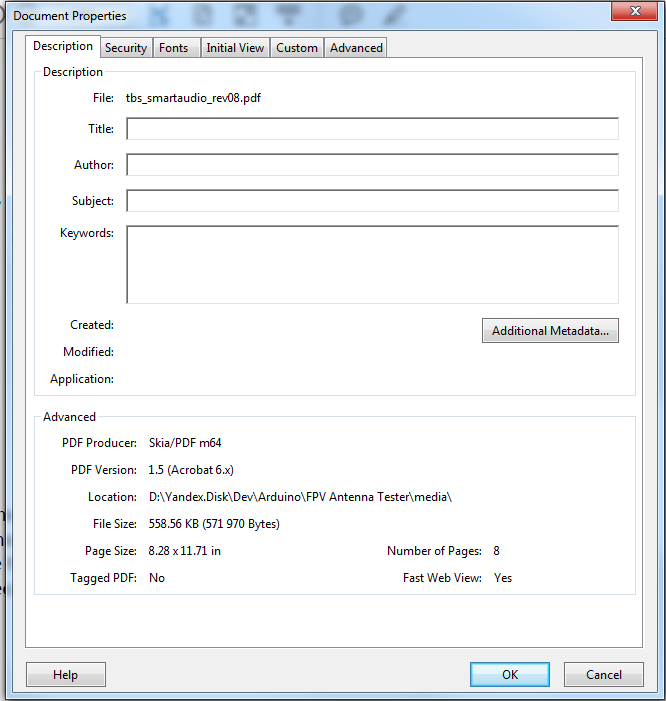 Document Properties
Description Security Fonts Initial View Custom Advanced
Description
File: tbs_smartaudio_rev08.pdf
Title:
Author:
Subject:
Keywords:
Created:
Additional Metadata...
Modified:
Application:
Advanced
PDF Producer: Skia/PDF m64
PDF Version: 1.5 (Acrobat 6.x)
Location: D:\Yandex.Disk\Dev\Arduino\FPV Antenna Tester\media\
File Size: 558.56 KB (571 970 Bytes)
Page Size: 8.28 x 11.71 in Number of Pages: 8
Tagged PDF: No Fast Web View: Yes
Help OK Cancel